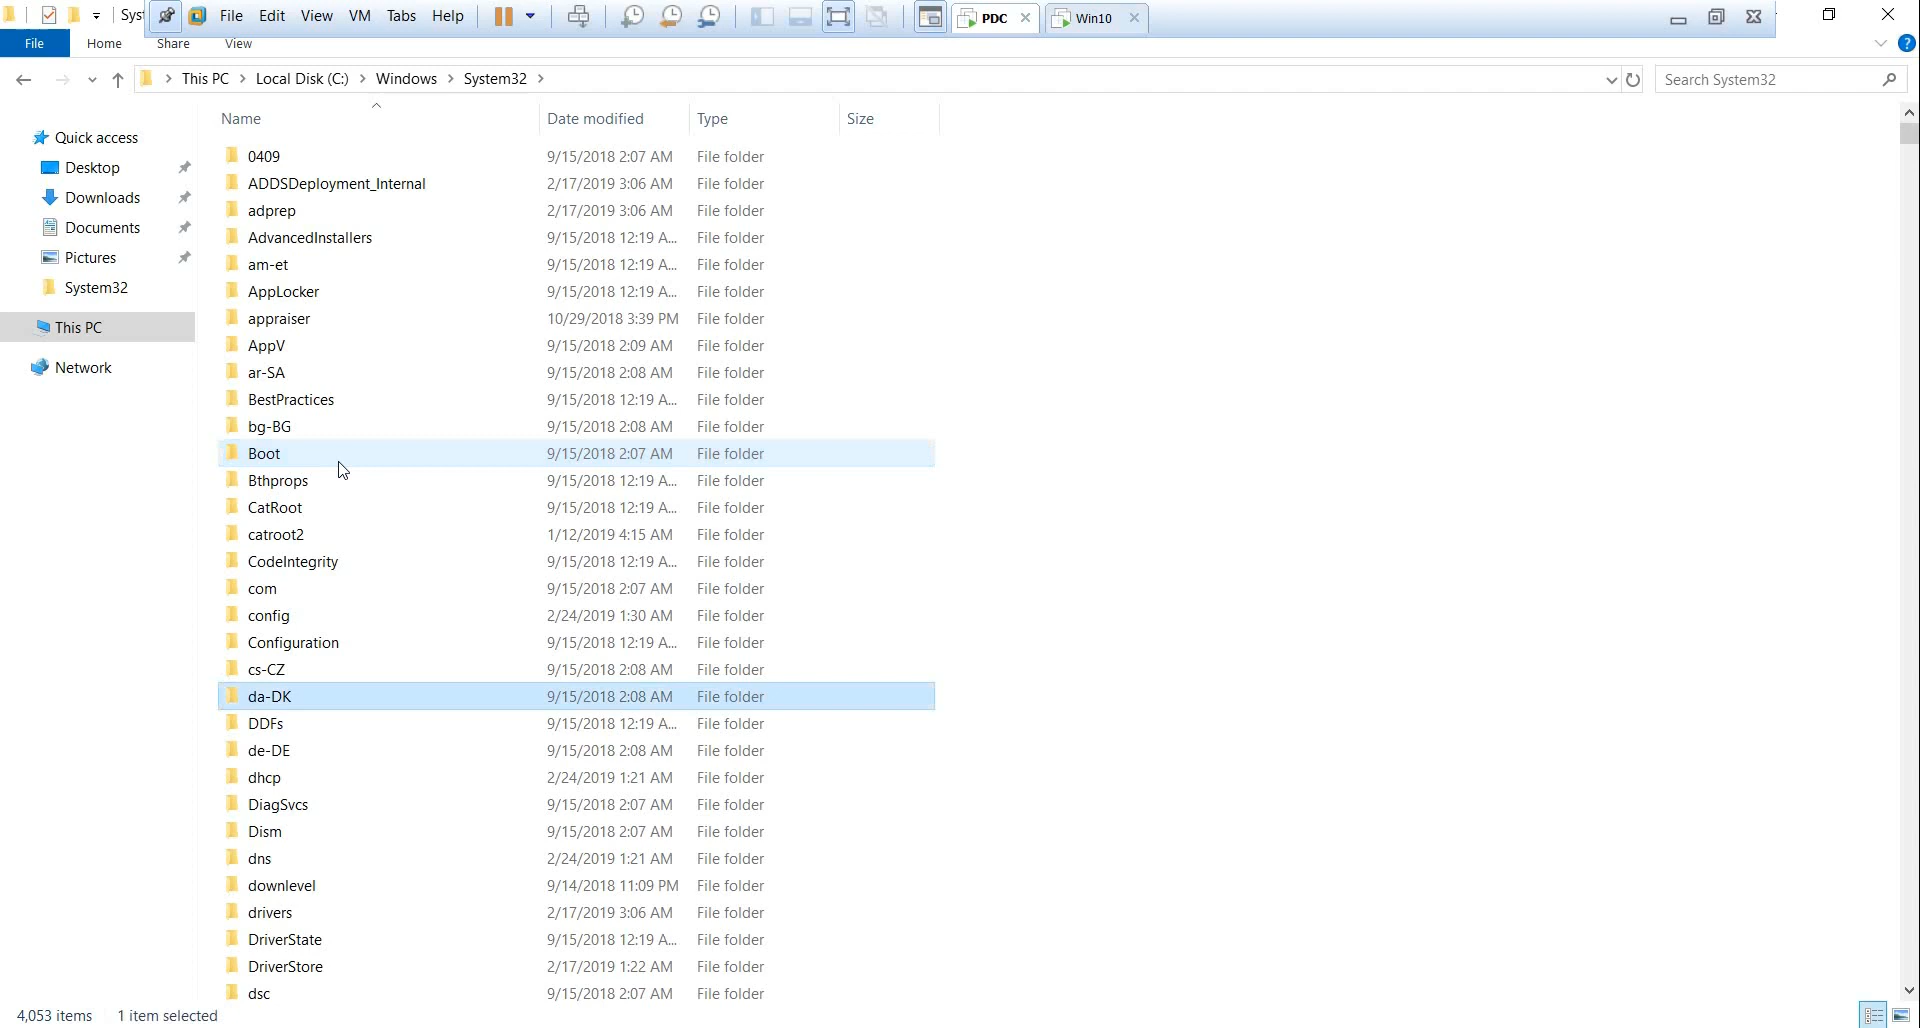 Syst File Edit View VM Tabs Help PDC Win10
File Home Share View
This PC Local Disk (C:) Windows System32 Search System32
Name Date modified Type Size
Quick access
Desktop
Downloads
Documents
Pictures
System32
This PC
Network
0409 9/15/2018 2:07 AM File folder
ADDSDeployment_Internal 2/17/2019 3:06 AM File folder
adprep 2/17/2019 3:06 AM File folder
AdvancedInstallers 9/15/2018 12:19 A... File folder
am-et 9/15/2018 12:19 A... File folder
AppLocker 9/15/2018 12:19 A... File folder
appraiser 10/29/2018 3:39 PM File folder
AppV 9/15/2018 2:09 AM File folder
ar-SA 9/15/2018 2:08 AM File folder
BestPractices 9/15/2018 12:19 A... File folder
bg-BG 9/15/2018 2:08 AM File folder
Boot 9/15/2018 2:07 AM File folder
Bthprops 9/15/2018 12:19 A... File folder
CatRoot 9/15/2018 12:19 A... File folder
catroot2 1/12/2019 4:15 AM File folder
CodeIntegrity 9/15/2018 12:19 A... File folder
com 9/15/2018 2:07 AM File folder
config 2/24/2019 1:30 AM File folder
Configuration 9/15/2018 12:19 A... File folder
cs-CZ 9/15/2018 2:08 AM File folder
da-DK 9/15/2018 2:08 AM File folder
DDFs 9/15/2018 12:19 A... File folder
de-DE 9/15/2018 2:08 AM File folder
dhcp 2/24/2019 1:21 AM File folder
DiagSvcs 9/15/2018 2:07 AM File folder
Dism 9/15/2018 2:07 AM File folder
dns 2/24/2019 1:21 AM File folder
downlevel 9/14/2018 11:09 PM File folder
drivers 2/17/2019 3:06 AM File folder
DriverState 9/15/2018 12:19 A... File folder
DriverStore 2/17/2019 1:22 AM File folder
dsc 9/15/2018 2:07 AM File folder
4,053 items 1 item selected